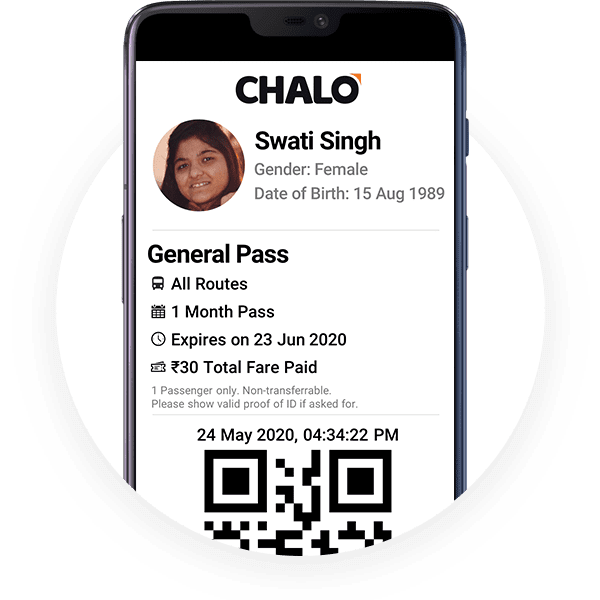 CHALO
Swati Singh
Gender: Female
Date of Birth: 15 Aug 1989
General Pass
All Routes
1 Month Pass
Expires on 23 Jun 2020
₹30 Total Fare Paid
1 Passenger only. Non-transferrable.
Please show valid proof of ID if asked for.
24 May 2020, 04:34:22 PM